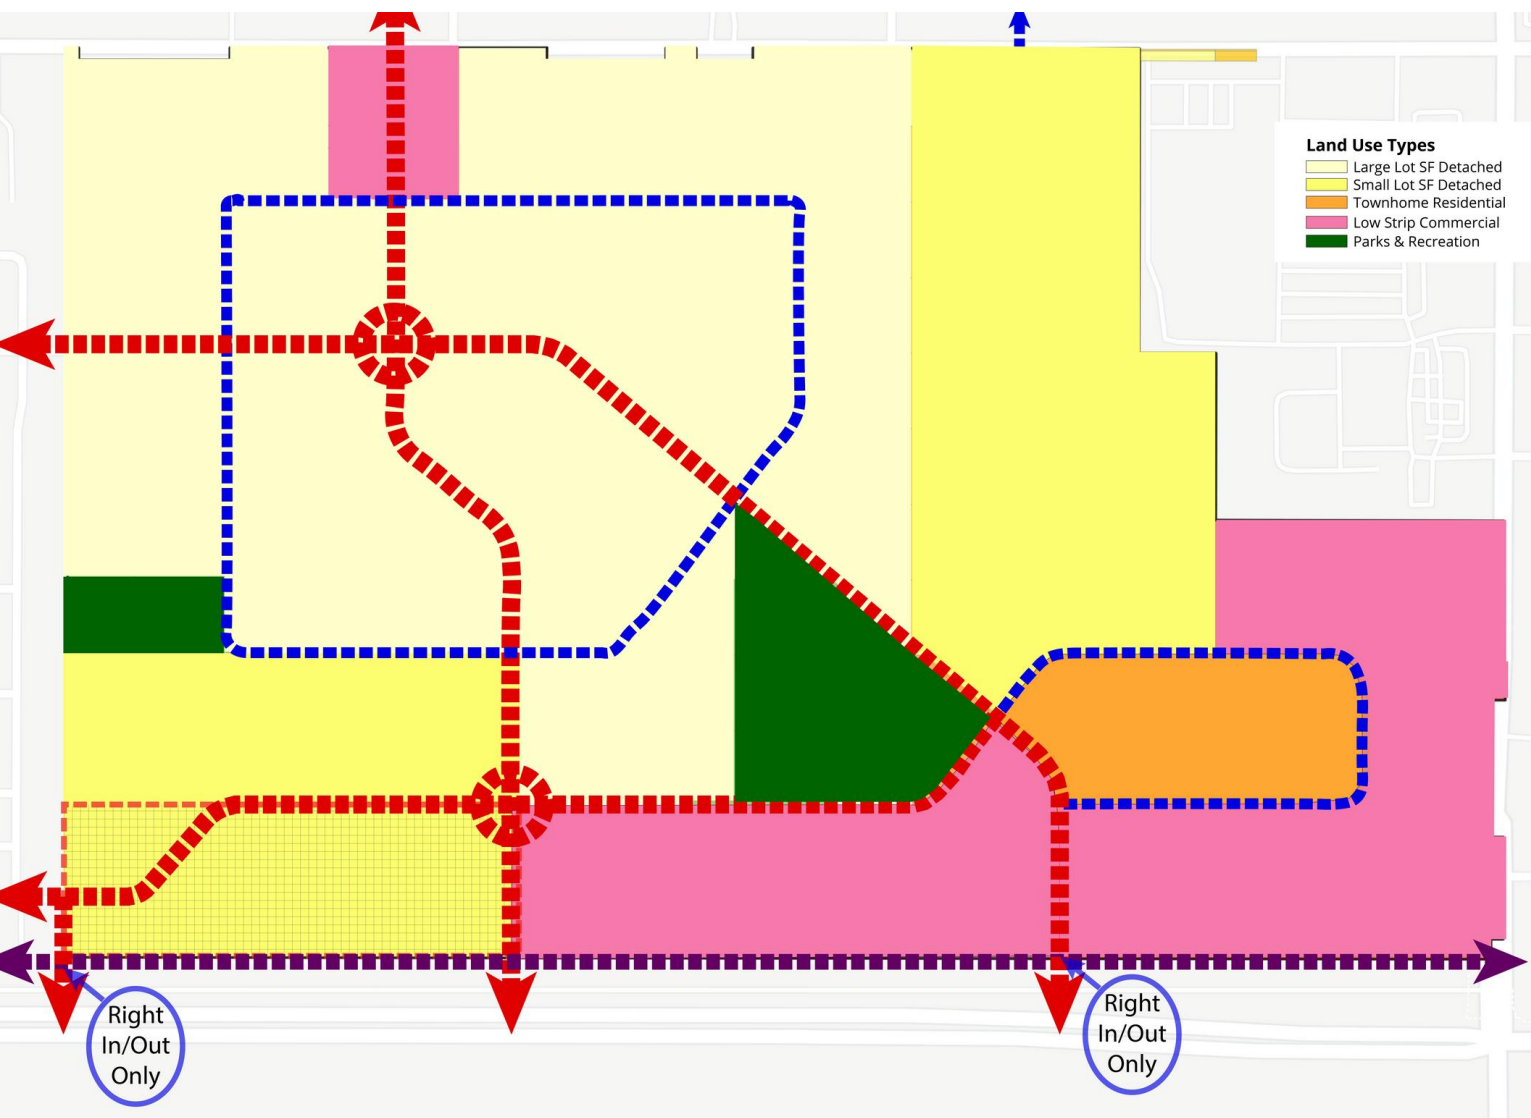 Land Use Types
Large Lot SF Detached
Small Lot SF Detached
Townhome Residential
Low Strip Commercial
Parks & Recreation
Right
In/Out
Only
Right
In/Out
Only